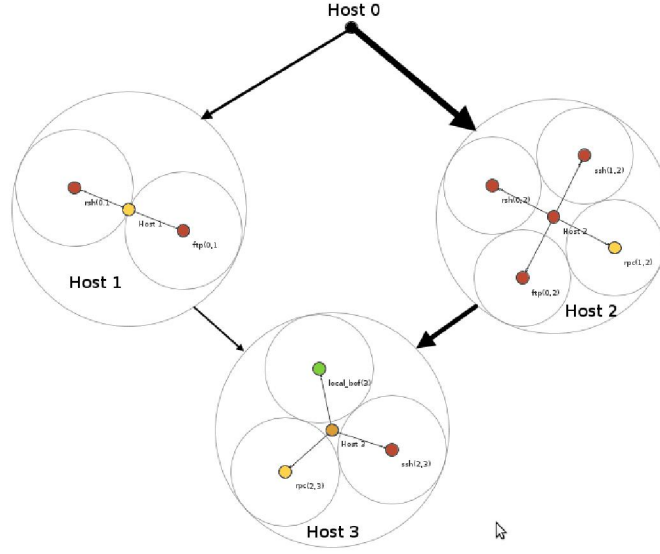 Host 0
ssh(1,2)
rsh(0,2)
rsh(0,1
Host 1
Host 2
ftp(0,1
rpc(1,2)
Host 1
ftp(0,2)
Host 2
local_bof(3)
Host 3
ssh(2,3)
rpc(2,3)
Host 3